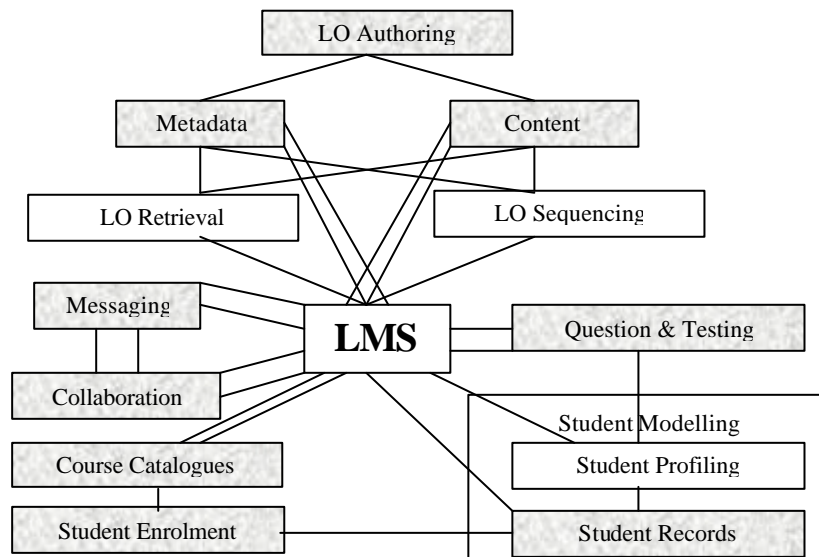 LO Authoring
Metadata
Content
LO Retrieval
LO Sequencing
Messaging
LMS
Question & Testing
Collaboration
Student Modelling
Course Catalogues
Student Profiling
Student Enrolment
Student Records